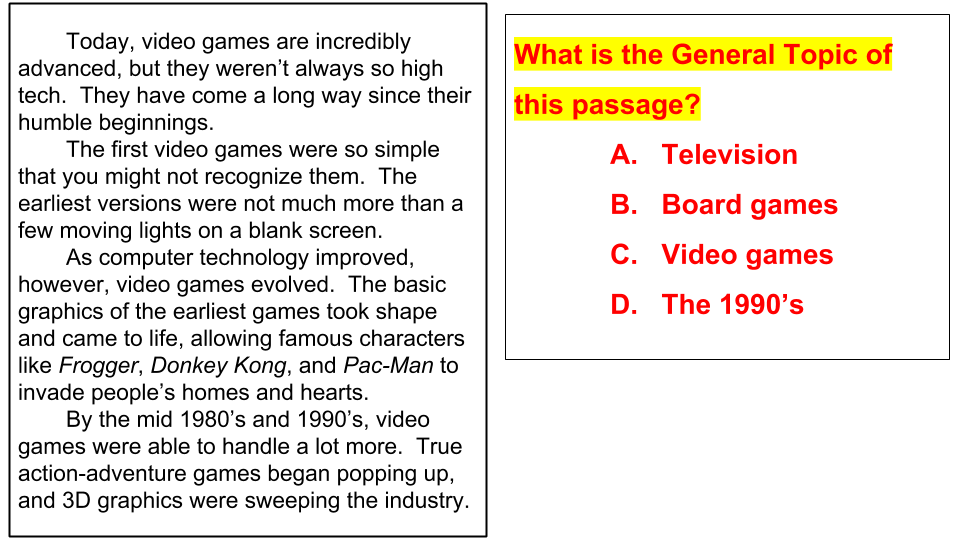 Today, video games are incredibly
advanced, but they weren’t always so high
tech.  They have come a long way since their
humble beginnings.
The first video games were so simple
that you might not recognize them.  The
earliest versions were not much more than a
few moving lights on a blank screen.
As computer technology improved,
however, video games evolved.  The basic
graphics of the earliest games took shape
and came to life, allowing famous characters
like Frogger, Donkey Kong, and Pac-Man to
invade people’s homes and hearts.
By the mid 1980’s and 1990’s, video
games were able to handle a lot more.  True
action-adventure games began popping up,
and 3D graphics were sweeping the industry.
What is the General Topic of
this passage?
A. Television
B. Board games
C. Video games
D. The 1990’s